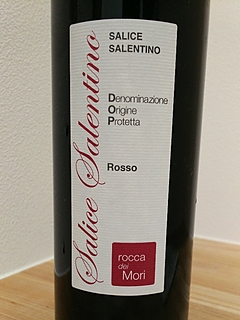 Salice Salentino
SALICE
SALENTINO
Denominazione
Origine
Protetta
Rosso
rocca
dei
Mori